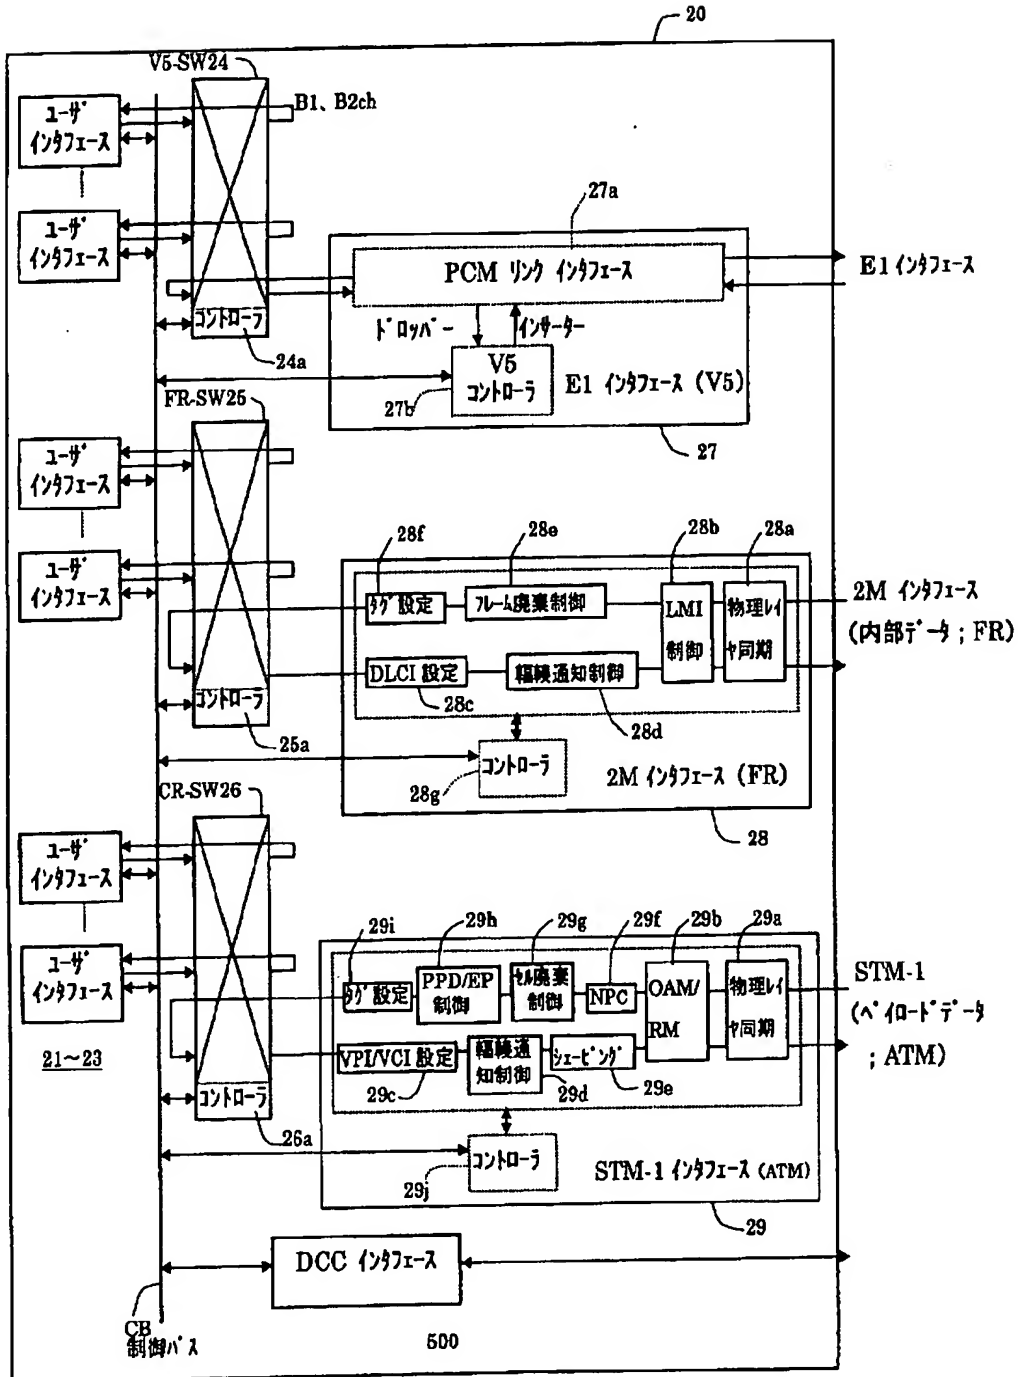 20
V5-SW24
ユーザ
インタフェース
B1、B2ch
27a
ユーザ
インタフェース
PCM リンク インタフェース
E1 インタフェース
コントローラ
24a
ドロッパー
インサーター
V5
コントローラ
27b
E1 インタフェース (V5)
27
FR-SW25
ユーザ
インタフェース
ユーザ
インタフェース
28f
28e
28b
28a
タグ設定
フレーム廃棄制御
LMI
制御
物理レイ
ヤ同期
2M インタフェース
(内部データ ; FR)
DLCI 設定
輻輳通知制御
28c
28d
コントローラ
25a
コントローラ
28g
2M インタフェース (FR)
28
CR-SW26
ユーザ
インタフェース
ユーザ
インタフェース
21~23
29i
29h
29g
29f
29b
29a
タグ設定
PPD/EP
制御
セル廃棄
制御
NPC
OAM/
RM
物理レイ
ヤ同期
STM-1
(ペイロードデータ
; ATM)
VPI/VCI 設定
輻輳通
知制御
シェーピング
29c
29d
29e
コントローラ
26a
コントローラ
29j
STM-1 インタフェース (ATM)
29
DCC インタフェース
CB
制御バス
500